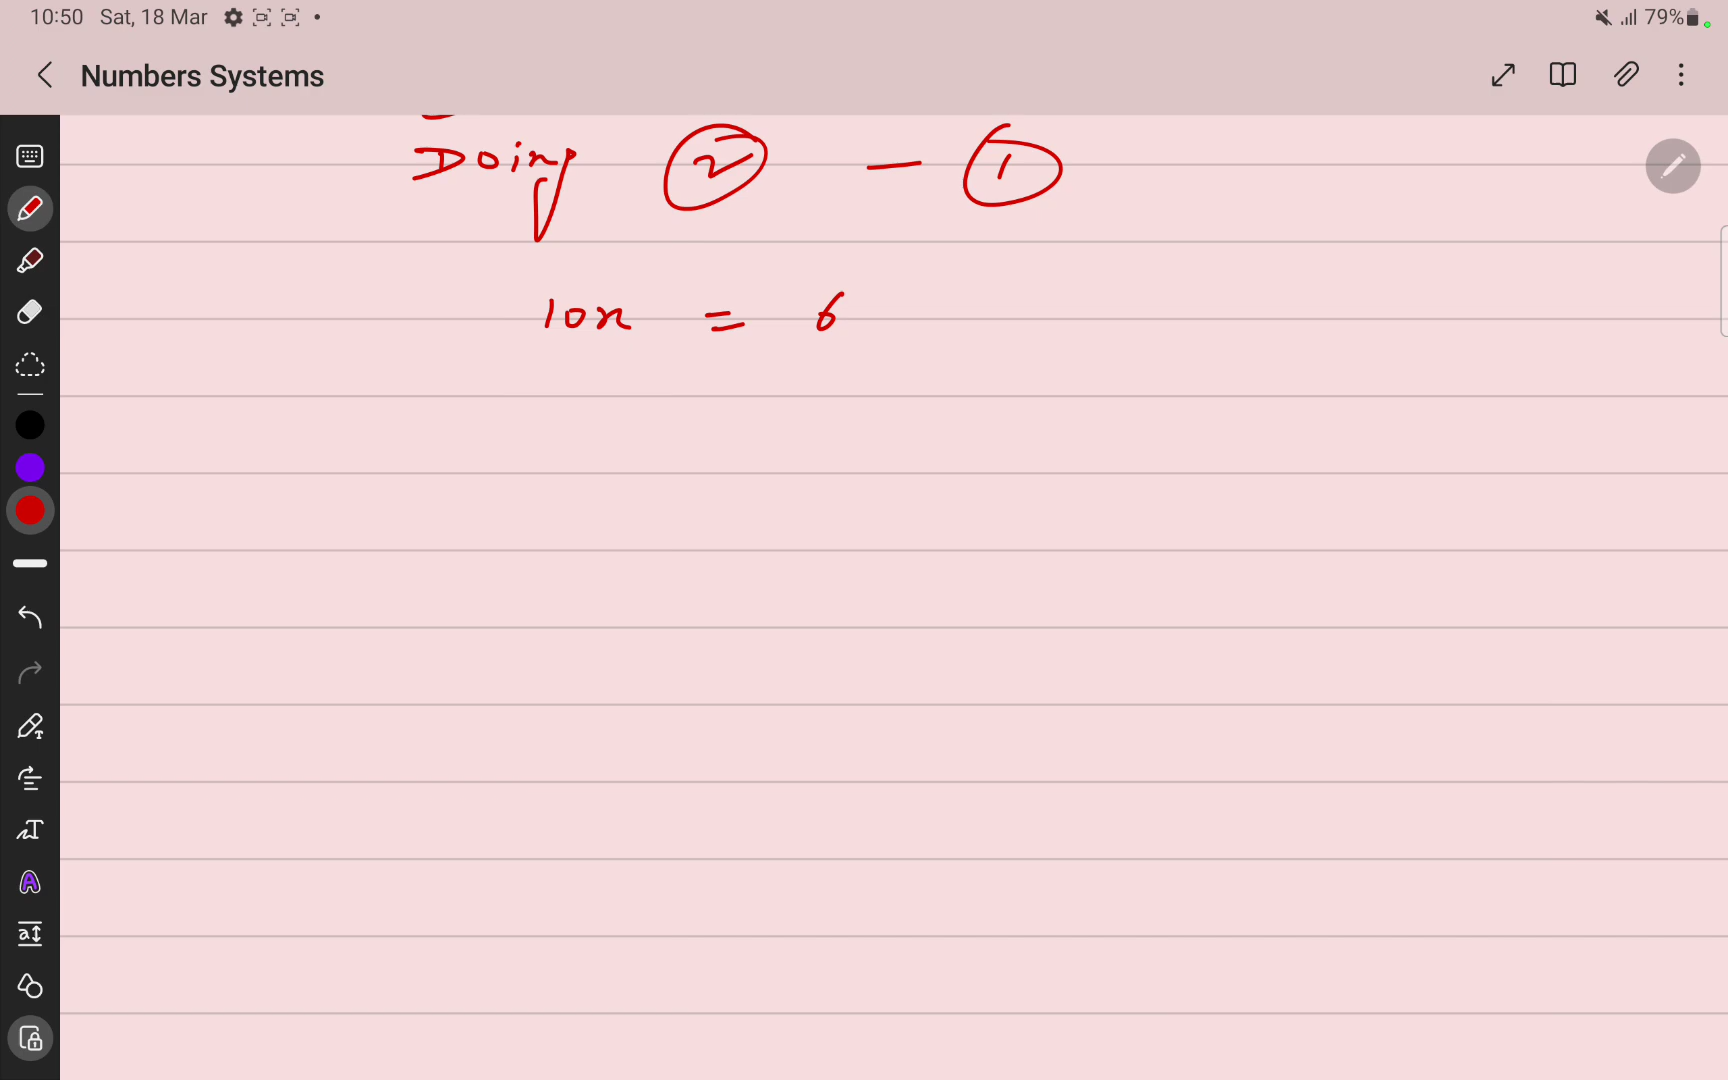 10:50 Sat, 18 Mar 79%
Numbers Systems
Doing ② — ①
10x = 6